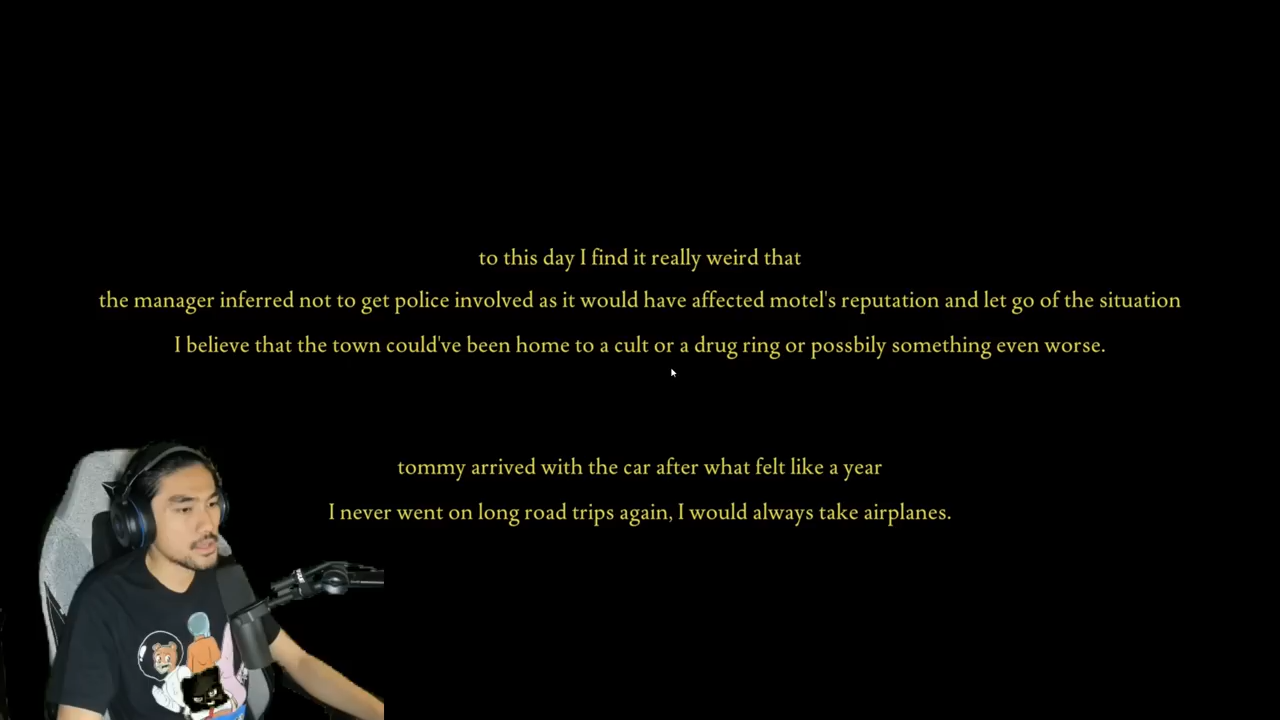 to this day I find it really weird that
the manager inferred not to get police involved as it would have affected motel's reputation and let go of the situation
I believe that the town could've been home to a cult or a drug ring or possbily something even worse.
tommy arrived with the car after what felt like a year
I never went on long road trips again, I would always take airplanes.